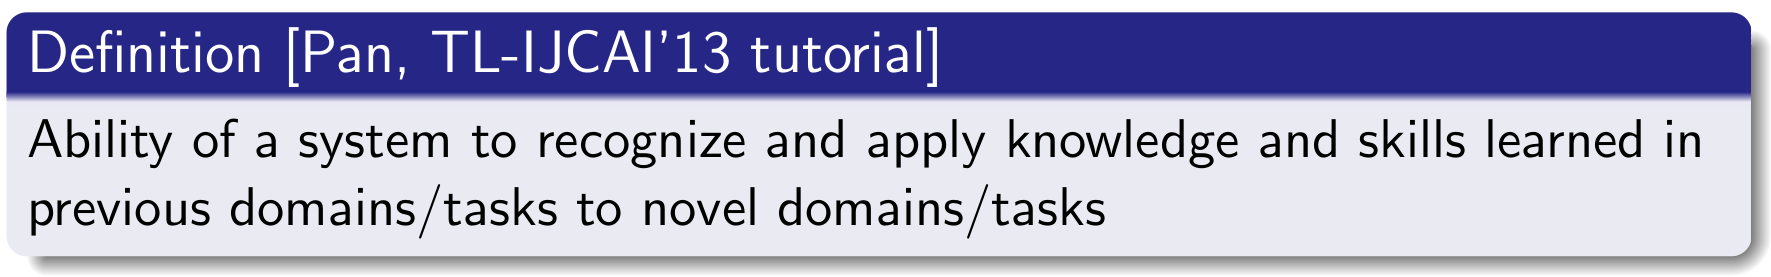 Definition [Pan, TL-IJCAI'13 tutorial]
Ability of a system to recognize and apply knowledge and skills learned in
previous domains/tasks to novel domains/tasks